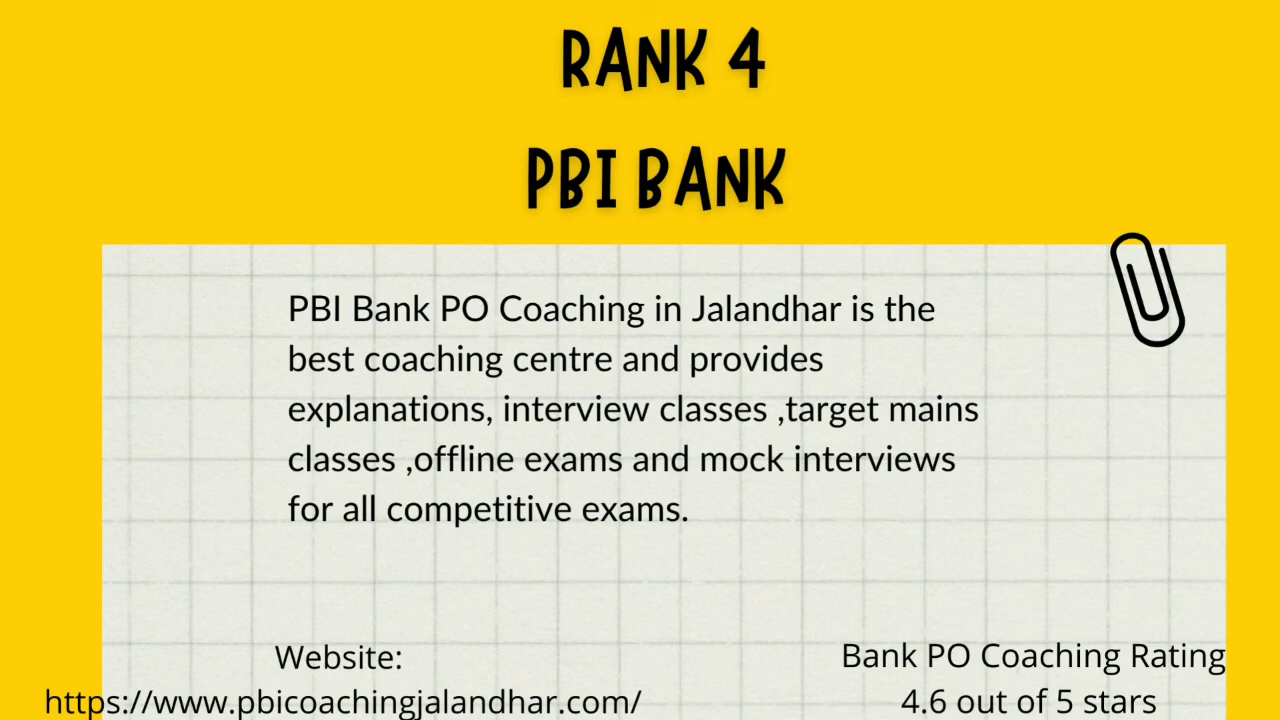 RANK 4
PBI BANK
PBI Bank PO Coaching in Jalandhar is the
best coaching centre and provides
explanations, interview classes ,target mains
classes ,offline exams and mock interviews
for all competitive exams.
Website:
https://www.pbicoachingjalandhar.com/
Bank PO Coaching Rating
4.6 out of 5 stars